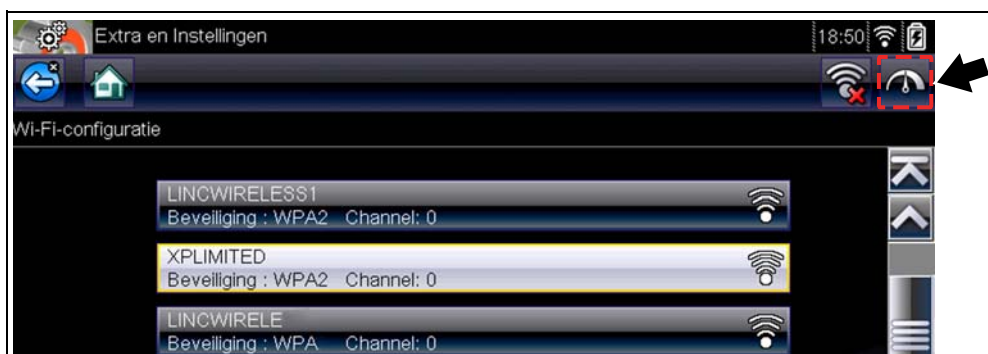 Extra en Instellingen
18:50
Wi-Fi-configuratie
LINCWIRELESS1
Beveiliging : WPA2 Channel: 0
XPLIMITED
Beveiliging : WPA2 Channel: 0
LINCWIRELE
Beveiliging : WPA Channel: 0